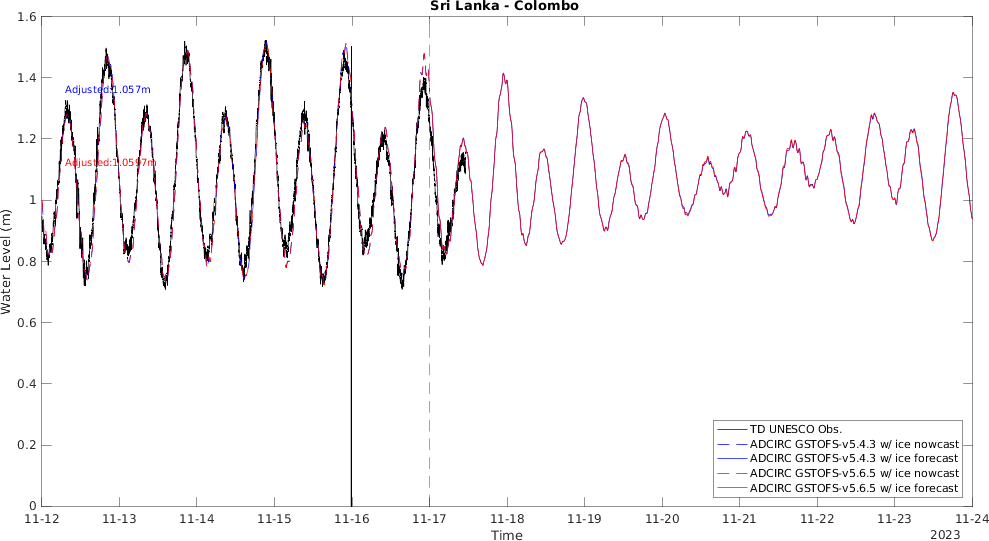 Sri Lanka - Colombo
1.6
1.4
1.2
1
0.8
0.6
0.4
0.2
0
Water Level (m)
Adjusted:1.057m
Adjusted:1.0597m
TD UNESCO Obs.
ADCIRC GSTOFS-v5.4.3 w/ ice nowcast
ADCIRC GSTOFS-v5.4.3 w/ ice forecast
ADCIRC GSTOFS-v5.6.5 w/ ice nowcast
ADCIRC GSTOFS-v5.6.5 w/ ice forecast
11-12 11-13 11-14 11-15 11-16 11-17 11-18 11-19 11-20 11-21 11-22 11-23 11-24
Time
2023